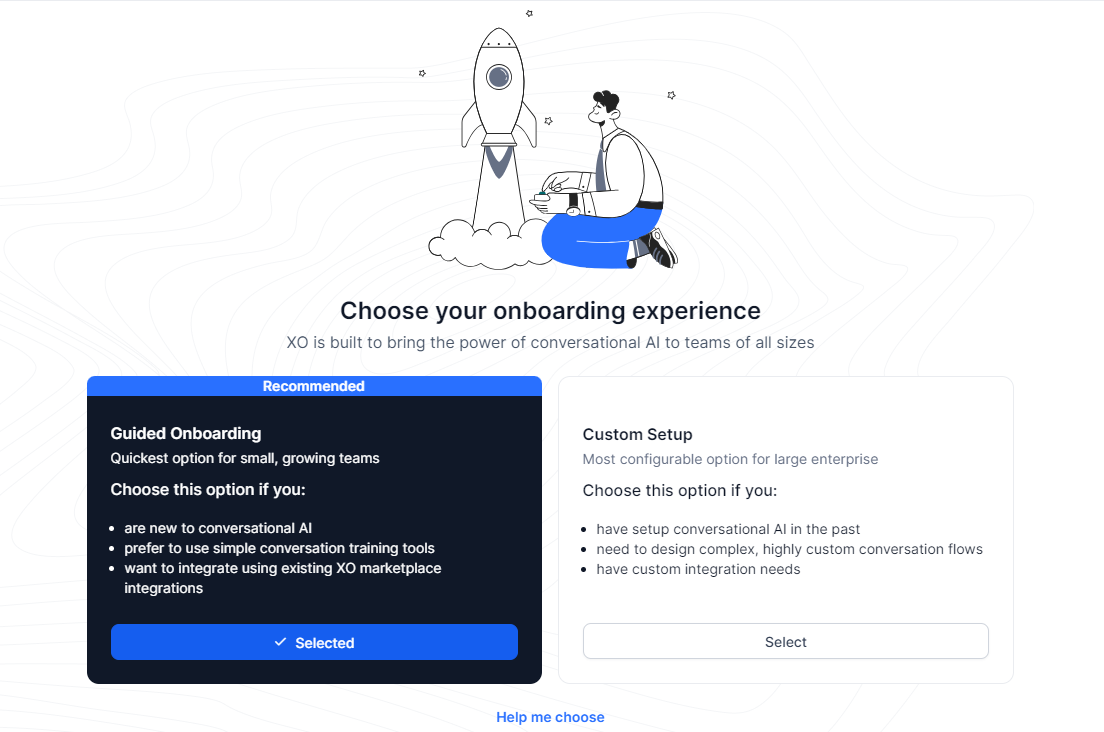 Choose your onboarding experience
XO is built to bring the power of conversational AI to teams of all sizes
Recommended
Guided Onboarding
Quickest option for small, growing teams
Choose this option if you:
are new to conversational AI
prefer to use simple conversation training tools
want to integrate using existing XO marketplace
integrations
Selected
Custom Setup
Most configurable option for large enterprise
Choose this option if you:
have setup conversational AI in the past
need to design complex, highly custom conversation flows
have custom integration needs
Select
Help me choose